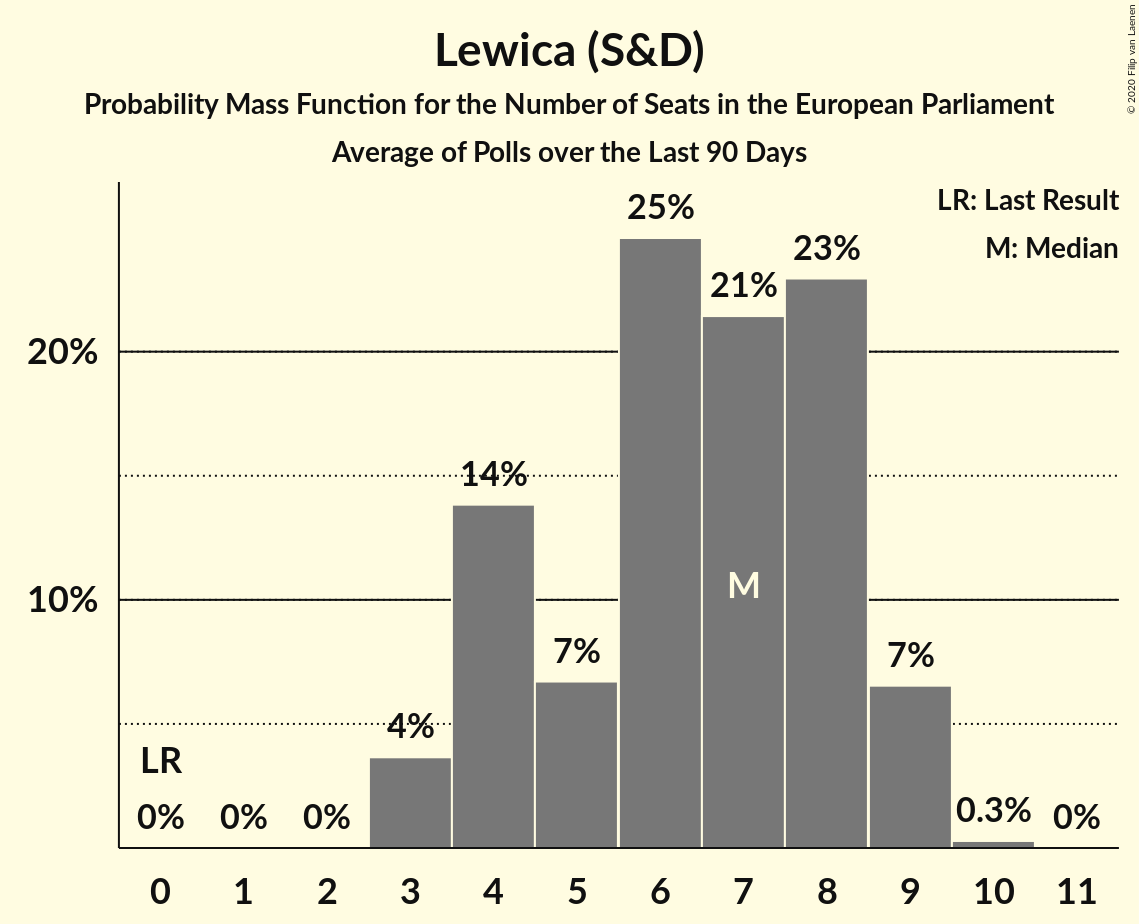 Lewica (S&D)
Probability Mass Function for the Number of Seats in the European Parliament
Average of Polls over the Last 90 Days
© 2020 Filip van Laenen
LR: Last Result
M: Median
25%
23%
21%
20%
14%
10%
M
7%
7%
4%
LR
0%
0%
0%
0.3%
0%
0 1 2 3 4 5 6 7 8 9 10 11